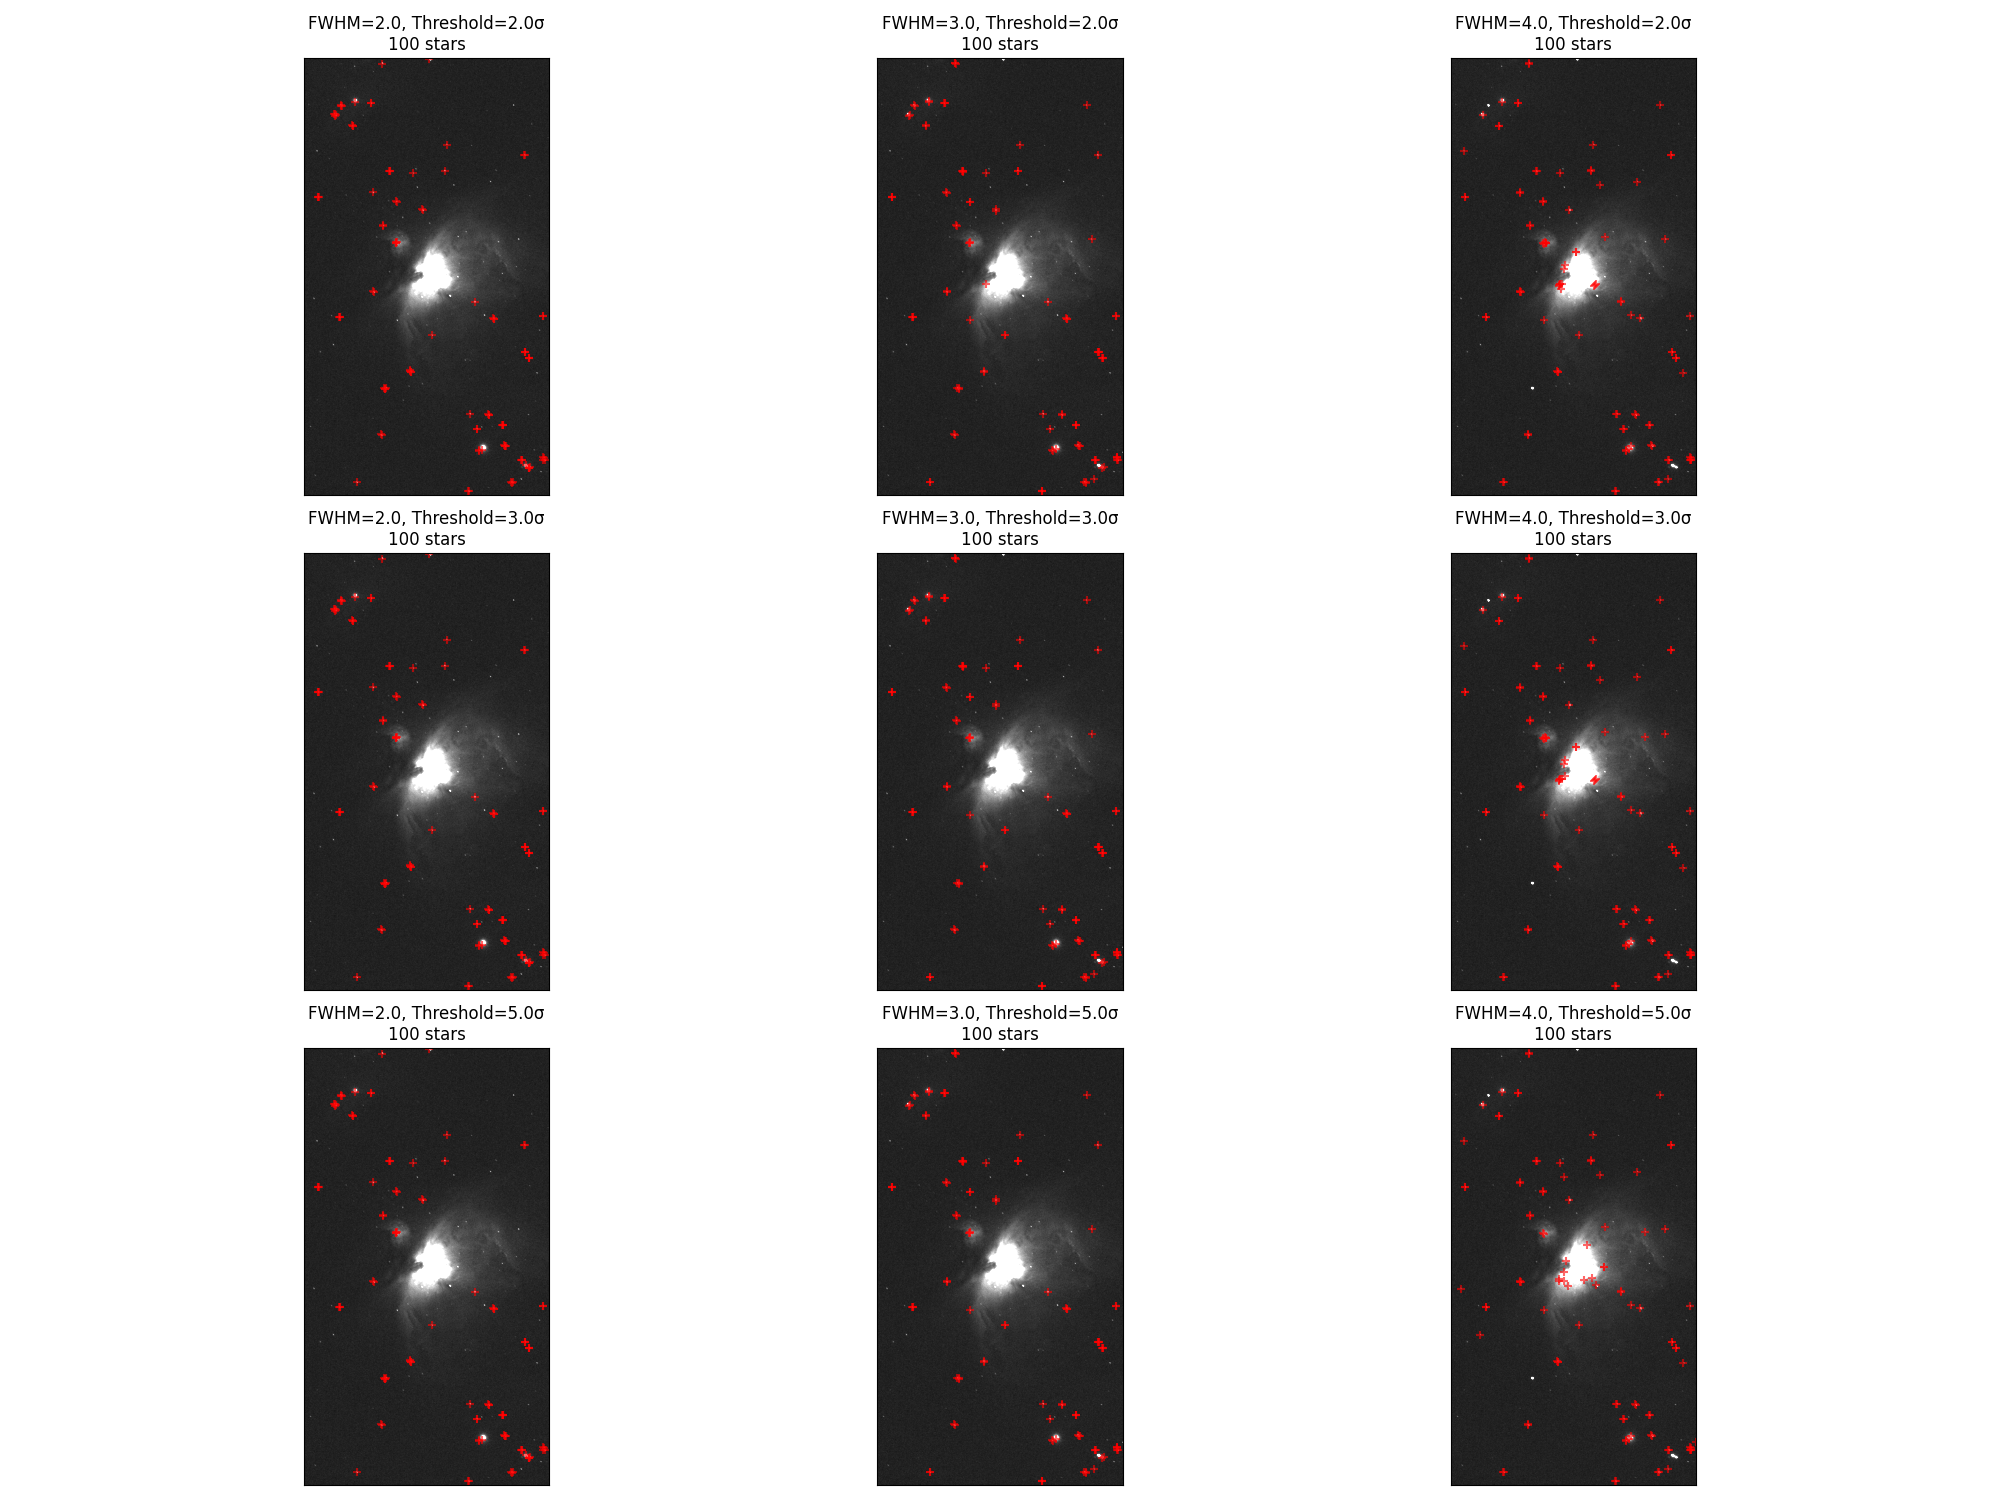 FWHM=2.0, Threshold=2.0σ
100 stars
FWHM=3.0, Threshold=2.0σ
100 stars
FWHM=4.0, Threshold=2.0σ
100 stars
FWHM=2.0, Threshold=3.0σ
100 stars
FWHM=3.0, Threshold=3.0σ
100 stars
FWHM=4.0, Threshold=3.0σ
100 stars
FWHM=2.0, Threshold=5.0σ
100 stars
FWHM=3.0, Threshold=5.0σ
100 stars
FWHM=4.0, Threshold=5.0σ
100 stars